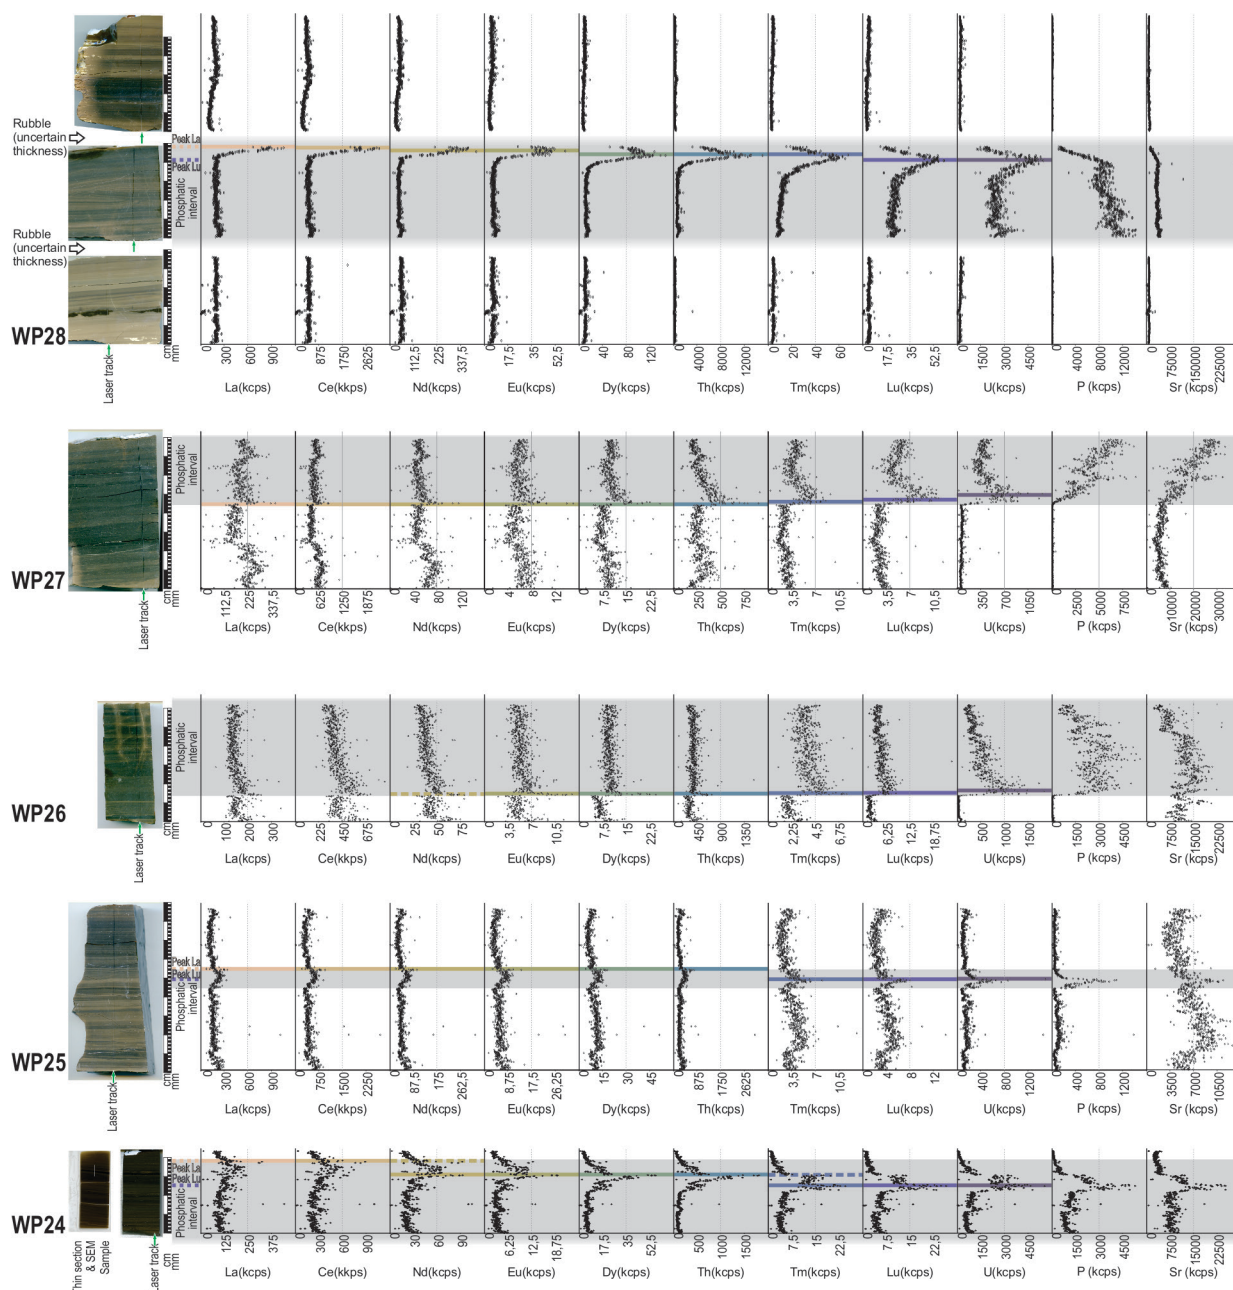 Rubble
(uncertain
thickness)
Rubble
(uncertain
thickness)
WP28
Laser track
cm
mm
Peak La
Peak Lu
Phosphatic
interval
0 300 600 900
La(kcps)
0 875 1750 2625
Ce(kkps)
0 112,5 225 337,5
Nd(kcps)
0 17,5 35 52,5
Eu(kcps)
0 40 80 120
Dy(kcps)
0 4000 8000 12000
Th(kcps)
0 20 40 60
Tm(kcps)
0 17,5 35 52,5
Lu(kcps)
0 1500 3000 4500
U(kcps)
0 4000 8000 12000
P (kcps)
0 75000 150000 225000
Sr (kcps)
WP27
Laser track
cm
mm
Phosphatic
interval
0 112,5 225 337,5
La(kcps)
0 625 1250 1875
Ce(kkps)
0 40 80 120
Nd(kcps)
0 4 8 12
Eu(kcps)
0 7,5 15 22,5
Dy(kcps)
0 250 500 750
Th(kcps)
0 3,5 7 10,5
Tm(kcps)
0 3,5 7 10,5
Lu(kcps)
0 350 700 1050
U(kcps)
0 2500 5000 7500
P (kcps)
0 10000 20000 30000
Sr (kcps)
WP26
Laser track
cm
mm
Phosphatic
interval
0 100 200 300
La(kcps)
0 225 450 675
Ce(kcps)
0 25 50 75
Nd(kcps)
0 3,5 7 10,5
Eu(kcps)
0 7,5 15 22,5
Dy(kcps)
0 450 900 1350
Th(kcps)
0 2,25 4,5 6,75
Tm(kcps)
0 6,25 12,5 18,75
Lu(kcps)
0 500 1000 1500
U(kcps)
0 1500 3000 4500
P (kcps)
0 7500 15000 22500
Sr (kcps)
WP25
Laser track
cm
mm
Peak La
Peak Lu
Phosphatic
interval
0 300 600 900
La(kcps)
0 750 1500 2250
Ce(kkps)
0 87,5 175 262,5
Nd(kcps)
0 8,75 17,5 26,25
Eu(kcps)
0 15 30 45
Dy(kcps)
0 875 1750 2625
Th(kcps)
0 3,5 7 10,5
Tm(kcps)
0 4 8 12
Lu(kcps)
0 400 800 1200
U(kcps)
0 400 800 1200
P (kcps)
0 3500 7000 10500
Sr (kcps)
WP24
Thin section
& SEM
Sample
Laser track
cm
mm
Peak La
Peak Lu
Phosphatic
interval
0 125 250 375
La(kcps)
0 300 600 900
Ce(kcps)
0 30 60 90
Nd(kcps)
0 6,25 12,5 18,75
Eu(kcps)
0 17,5 35 52,5
Dy(kcps)
0 1500 3000 4500
Th(kcps)
0 7,5 15 22,5
Tm(kcps)
0 7,5 15 22,5
Lu(kcps)
0 1500 3000 4500
U(kcps)
0 1500 3000 4500
P (kcps)
0 7500 15000 22500
Sr (kcps)